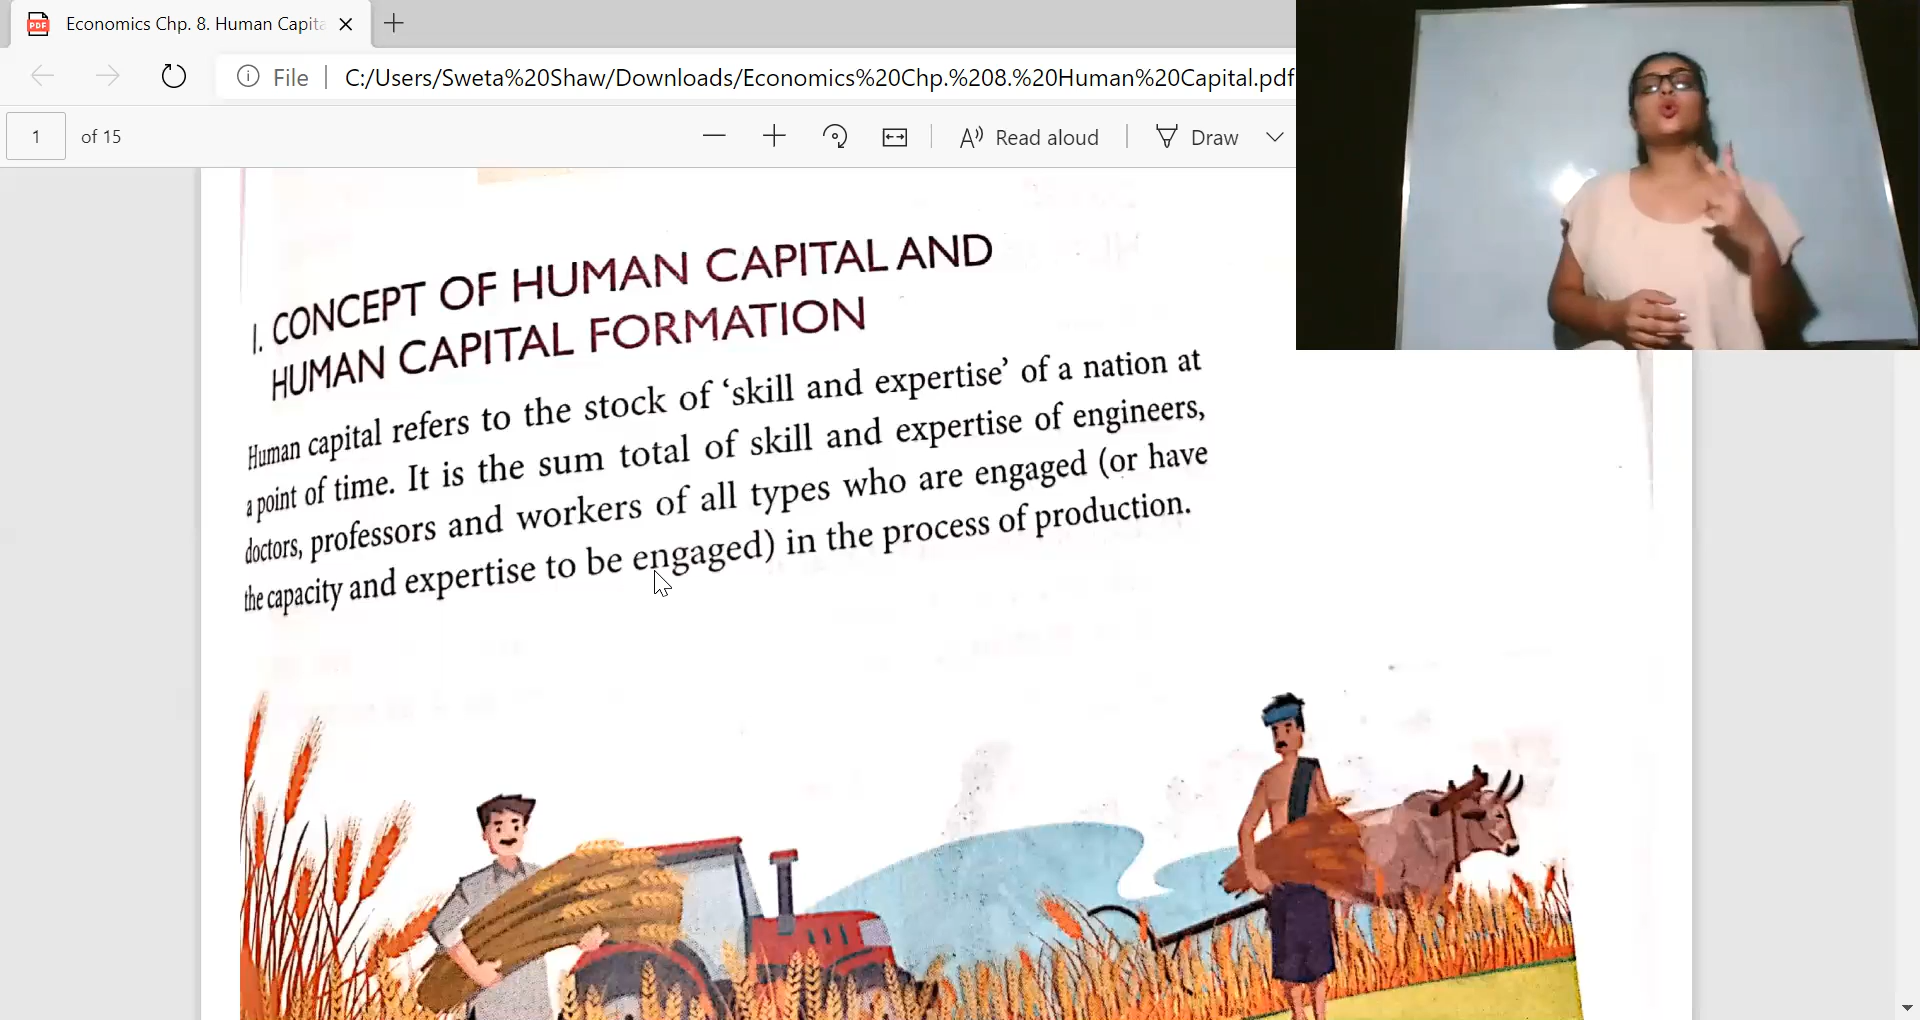 Economics Chp. 8. Human Capita
File
C:/Users/Sweta%20Shaw/Downloads/Economics%20Chp.%208.%20Human%20Capital.pdf
1 of 15
Read aloud
Draw
I. CONCEPT OF HUMAN CAPITAL AND
HUMAN CAPITAL FORMATION
Human capital refers to the stock of ‘skill and expertise’ of a nation at
a point of time. It is the sum total of skill and expertise of engineers,
doctors, professors and workers of all types who are engaged (or have
the capacity and expertise to be engaged) in the process of production.